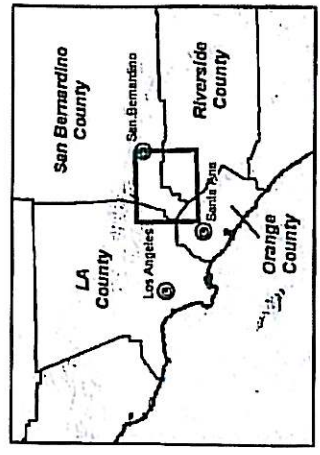 San Bernardino
County
San Bernardino
Riverside
County
LA
County
Los Angeles
Santa Ana
Orange
County